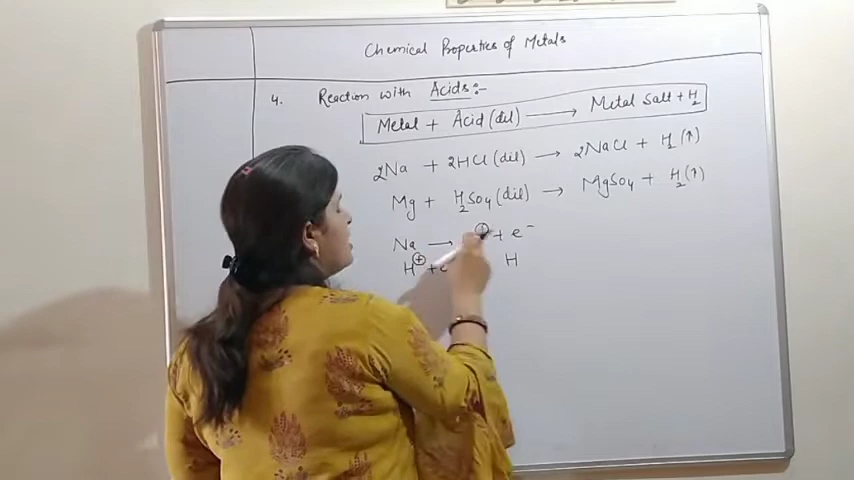 Chemical Properties of Metals
4. Reaction with Acids:-
Metal + Acid (dil) → Metal Salt + H₂
2Na + 2HCl (dil) → 2NaCl + H₂ (↑)
Mg + H₂SO₄ (dil) → MgSO₄ + H₂ (↑)
Na → ⊕ + e⁻
H⊕ + e H